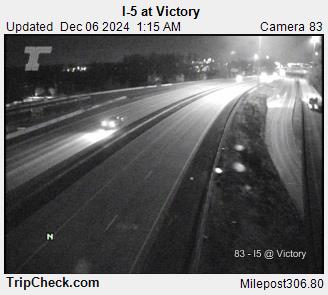 I-5 at Victory
Updated Dec 06 2024 1:15 AM Camera 83
T
N
83 - I5 @ Victory
TripCheck.com Milepost306.80